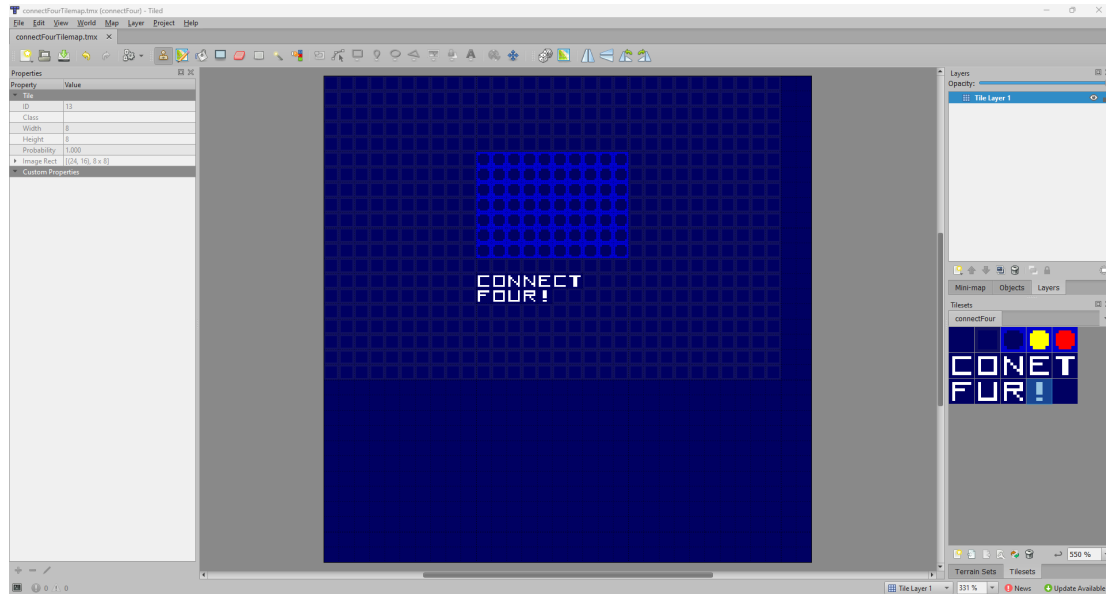 connectFourTilemap.tmx (connectFour) - Tiled
File Edit View World Map Layer Project Help
connectFourTilemap.tmx
Properties
Property Value
Tile
ID 13
Class
Width 8
Height 8
Probability 1.000
Image Rect [(24, 16), 8 x 8]
Custom Properties
CONNECT
FOUR!
Layers
Opacity:
Tile Layer 1
Mini-map Objects Layers
Tilesets
connectFour
CONET
FUR!
550 %
Terrain Sets Tilesets
0 0
Tile Layer 1 331 % News Update Available